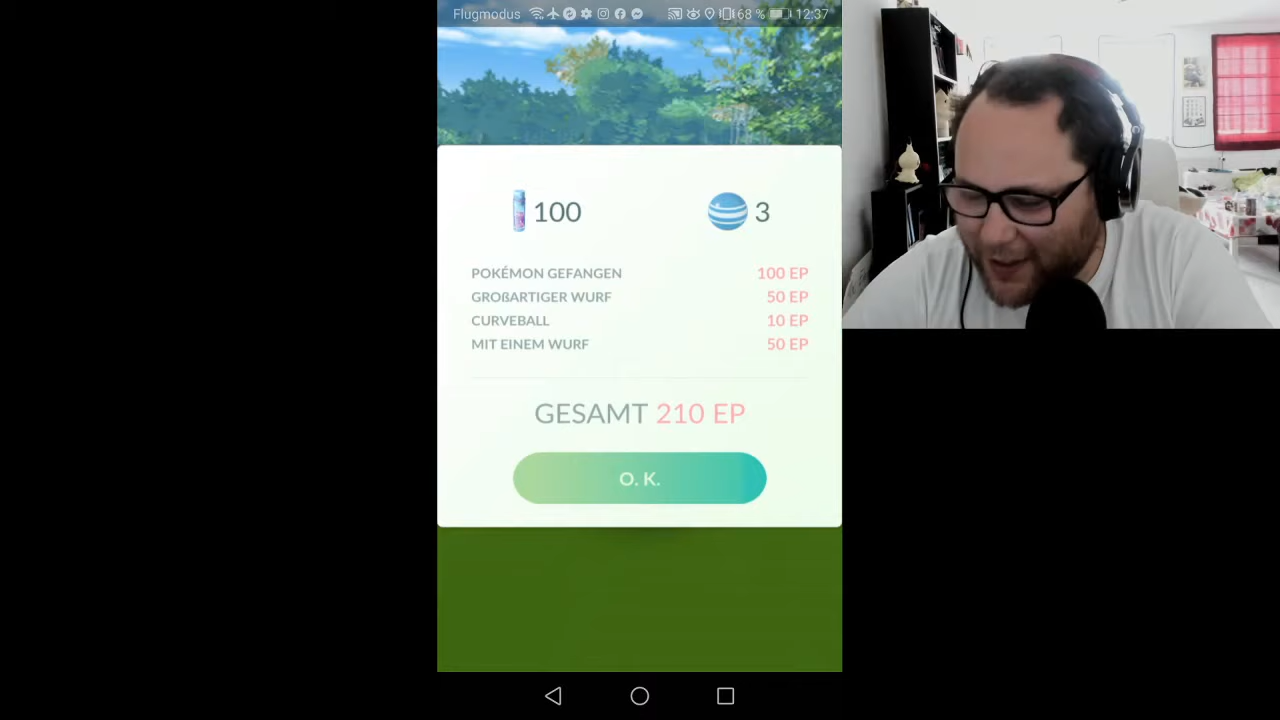 Flugmodus 68 % 12:37
100 3
POKÉMON GEFANGEN 100 EP
GROßARTIGER WURF 50 EP
CURVEBALL 10 EP
MIT EINEM WURF 50 EP
GESAMT 210 EP
O. K.